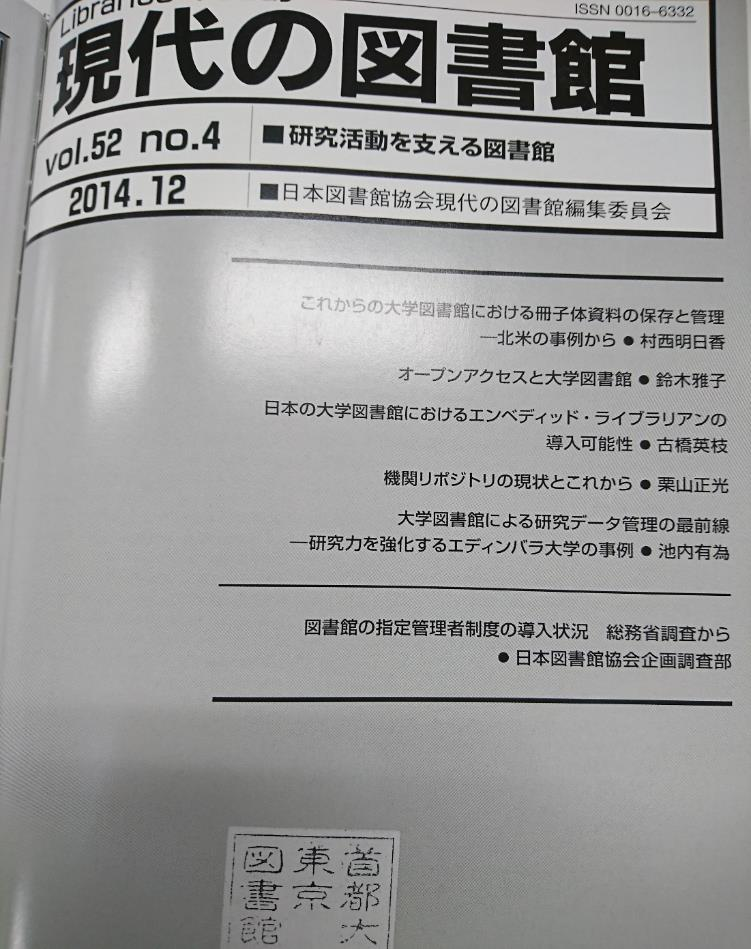 ISSN 0016-6332
現代の図書館
vol.52 no.4
■研究活動を支える図書館
2014.12
■日本図書館協会現代の図書館編集委員会
これからの大学図書館における冊子体資料の保存と管理
―北米の事例から●村西明日香
オープンアクセスと大学図書館●鈴木雅子
日本の大学図書館におけるエンベディッド・ライブラリアンの
導入可能性●古橋英枝
機関リポジトリの現状とこれから●栗山正光
大学図書館による研究データ管理の最前線
―研究力を強化するエディンバラ大学の事例●池内有為
図書館の指定管理者制度の導入状況　総務省調査から
●日本図書館協会企画調査部
首都大
東京
図書館